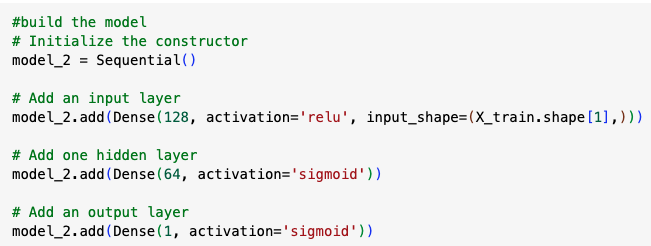 #build the model
# Initialize the constructor
model_2 = Sequential()
# Add an input layer
model_2.add(Dense(128, activation='relu', input_shape=(X_train.shape[1],)))
# Add one hidden layer
model_2.add(Dense(64, activation='sigmoid'))
# Add an output layer
model_2.add(Dense(1, activation='sigmoid'))